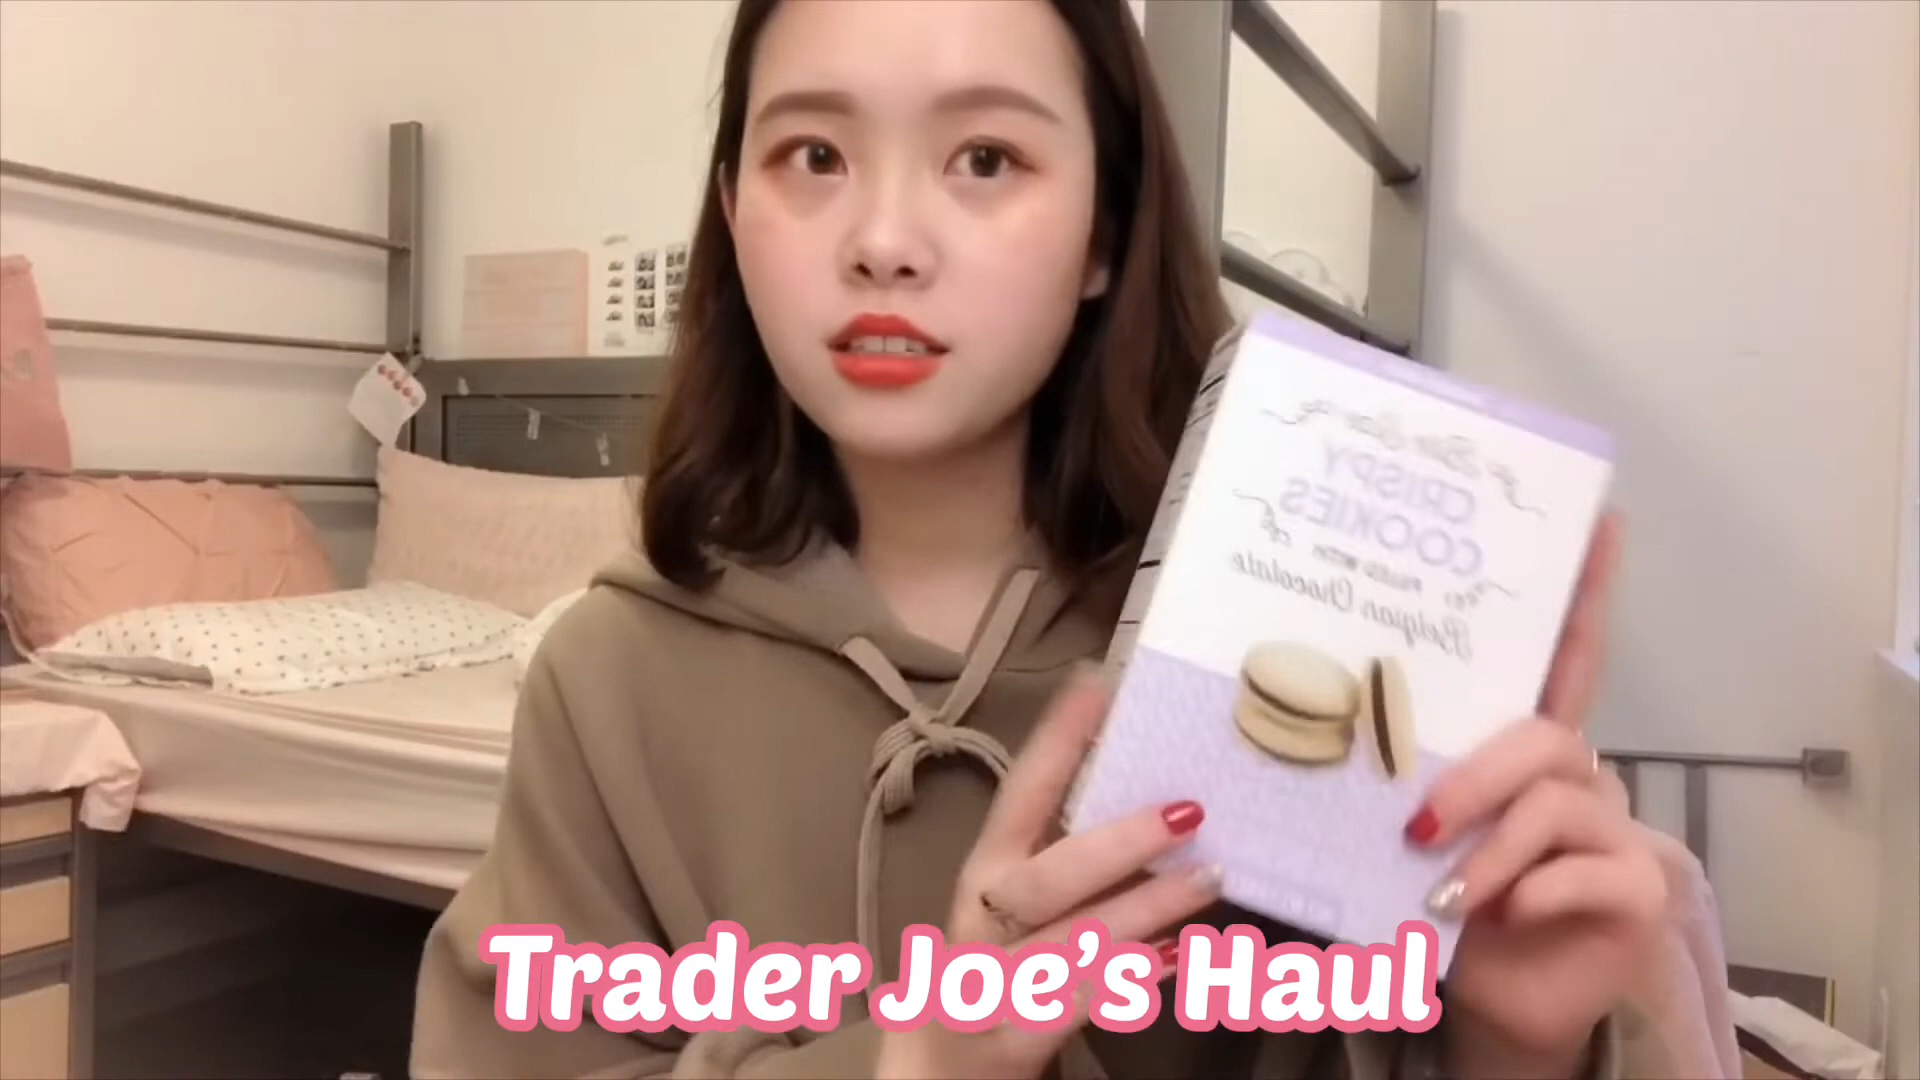 CRISPY
COOKIES
FILLED WITH
Belgian Chocolate
Trader Joe's Haul